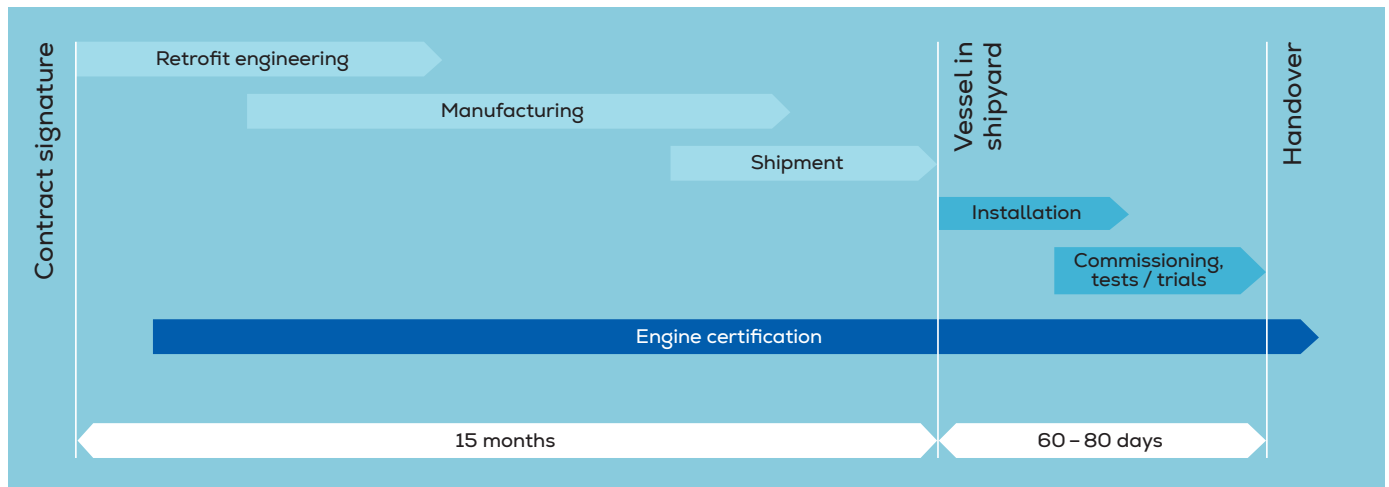 Contract signature
Retrofit engineering
Manufacturing
Shipment
Vessel in
shipyard
Handover
Installation
Commissioning,
tests / trials
Engine certification
15 months
60 – 80 days